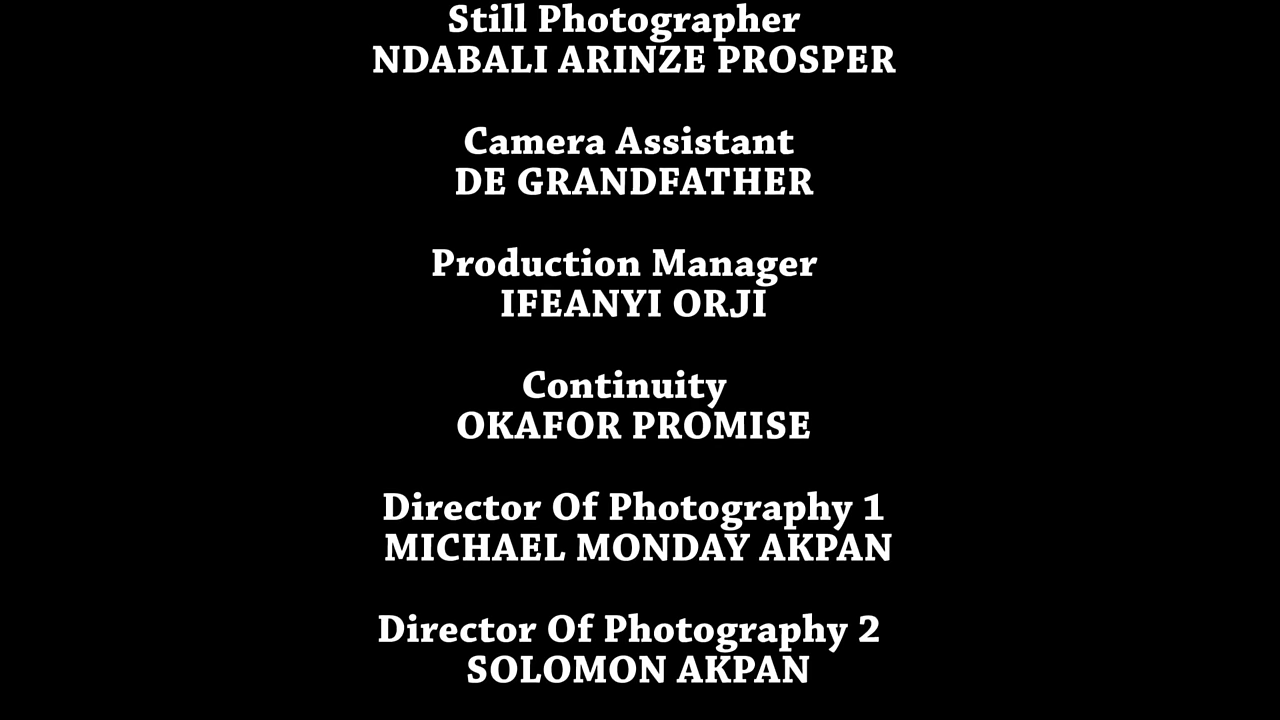 Still Photographer
NDABALI ARINZE PROSPER
Camera Assistant
DE GRANDFATHER
Production Manager
IFEANYI ORJI
Continuity
OKAFOR PROMISE
Director Of Photography 1
MICHAEL MONDAY AKPAN
Director Of Photography 2
SOLOMON AKPAN